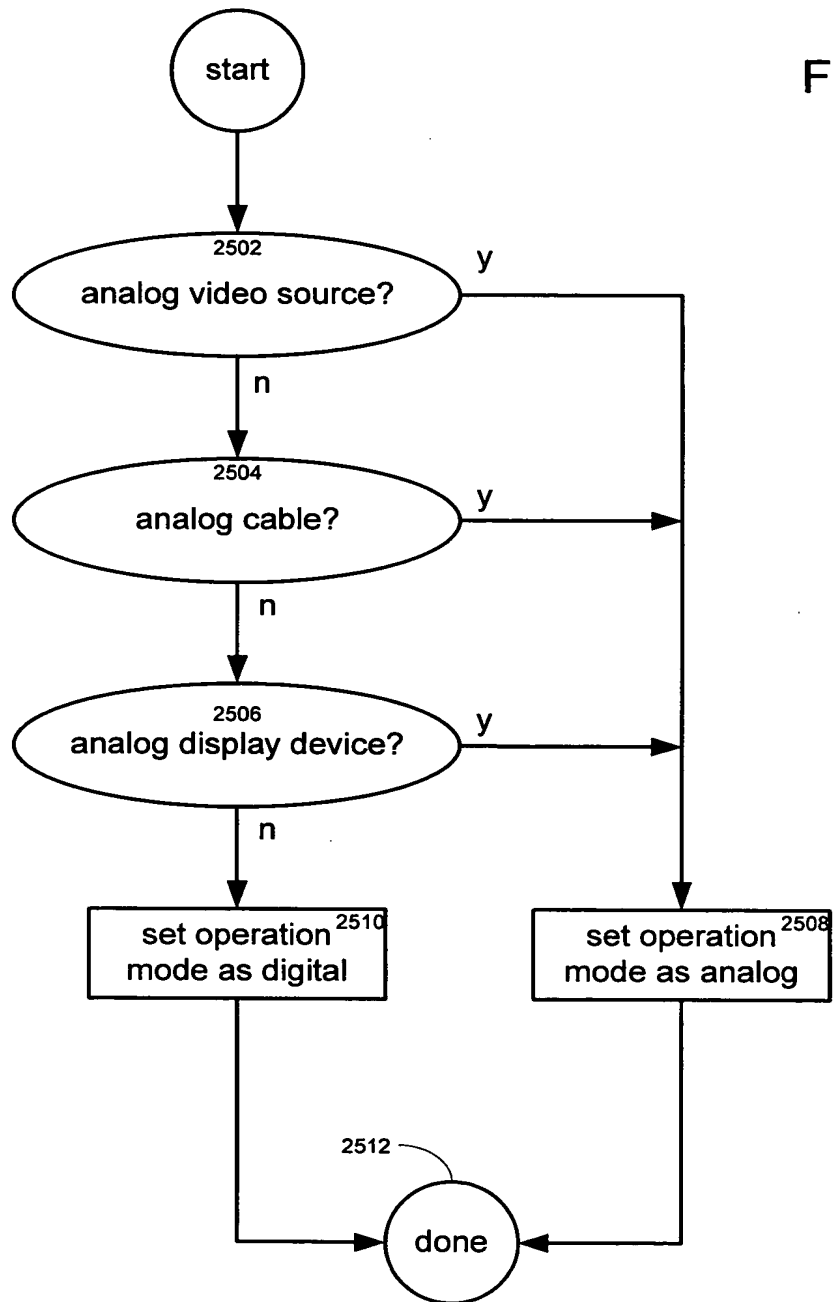 start
F
2502
analog video source?
y
n
2504
analog cable?
y
n
2506
analog display device?
y
n
set operation 2510
mode as digital
set operation 2508
mode as analog
2512
done